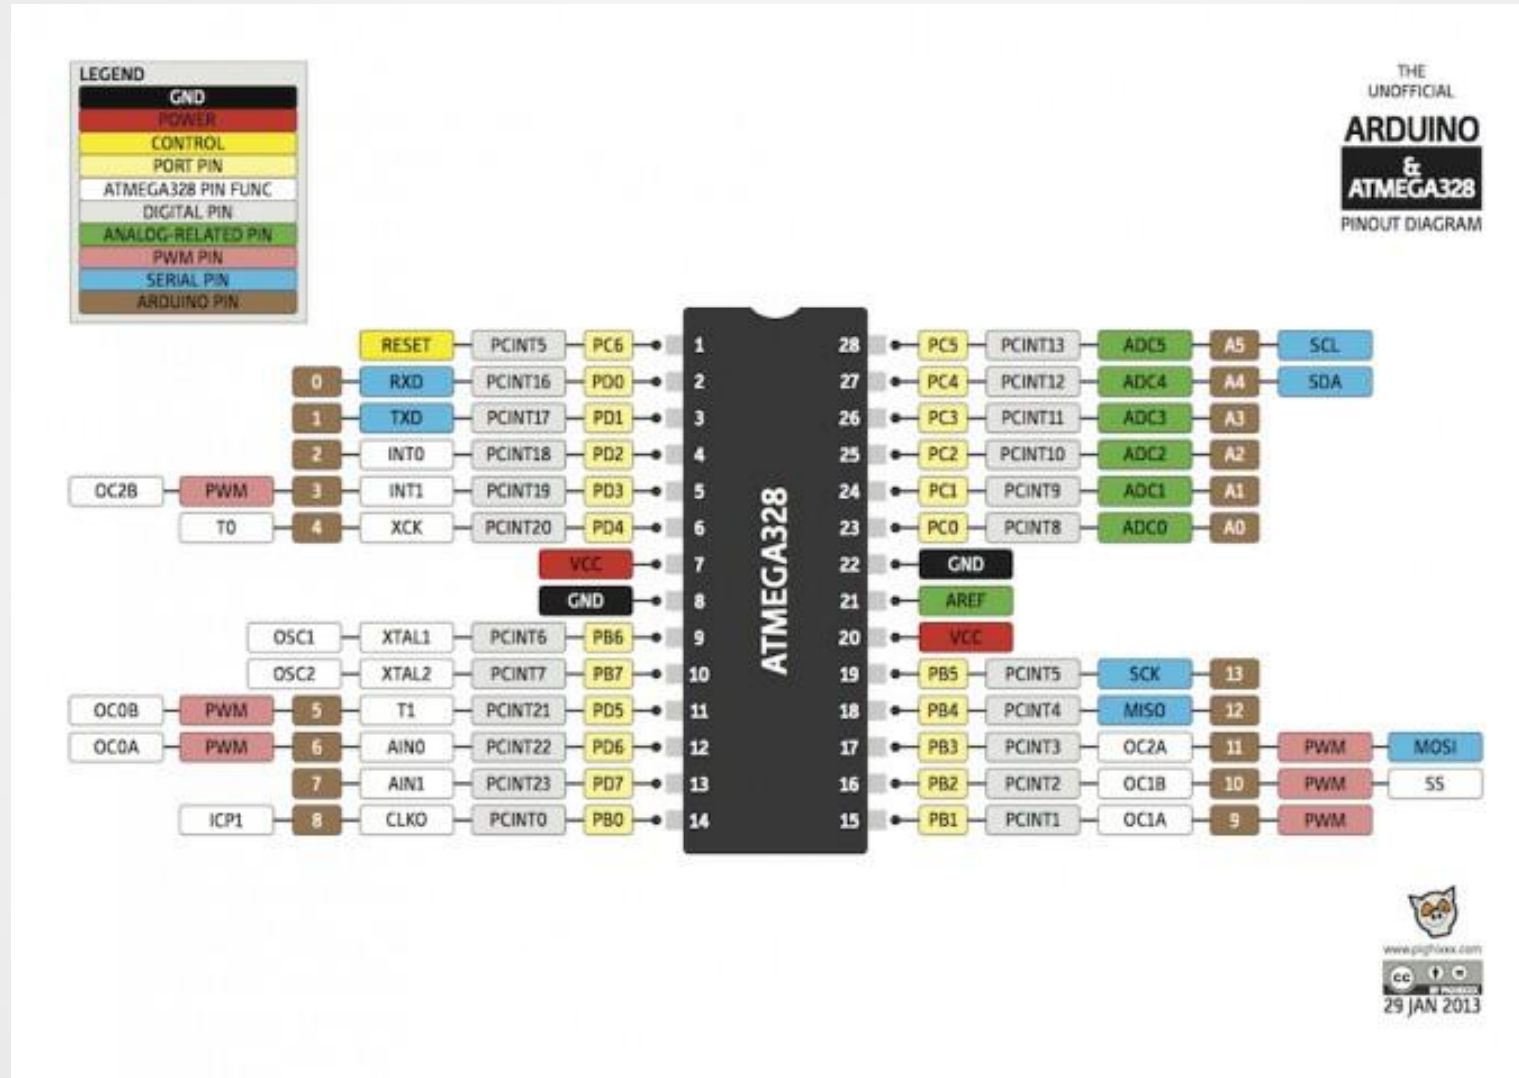 LEGEND
GND
POWER
CONTROL
PORT PIN
ATMEGA328 PIN FUNC
DIGITAL PIN
ANALOG-RELATED PIN
PWM PIN
SERIAL PIN
ARDUINO PIN
THE
UNOFFICIAL
ARDUINO
&
ATMEGA328
PINOUT DIAGRAM
RESET PCINT5 PC6 1 28 PC5 PCINT13 ADC5 A5 SCL
0 RXD PCINT16 PD0 2 27 PC4 PCINT12 ADC4 A4 SDA
1 TXD PCINT17 PD1 3 26 PC3 PCINT11 ADC3 A3
2 INT0 PCINT18 PD2 4 25 PC2 PCINT10 ADC2 A2
OC2B PWM 3 INT1 PCINT19 PD3 5 24 PC1 PCINT9 ADC1 A1
T0 4 XCK PCINT20 PD4 6 23 PC0 PCINT8 ADC0 A0
VCC 7 22 GND
GND 8 21 AREF
OSC1 XTAL1 PCINT6 PB6 9 20 VCC
OSC2 XTAL2 PCINT7 PB7 10 19 PB5 PCINT5 SCK 13
OC0B PWM 5 T1 PCINT21 PD5 11 18 PB4 PCINT4 MISO 12
OC0A PWM 6 AIN0 PCINT22 PD6 12 17 PB3 PCINT3 OC2A 11 PWM MOSI
7 AIN1 PCINT23 PD7 13 16 PB2 PCINT2 OC1B 10 PWM SS
ICP1 8 CLKO PCINT0 PB0 14 15 PB1 PCINT1 OC1A 9 PWM
ATMEGA328
www.pighixxx.com
cc
29 JAN 2013